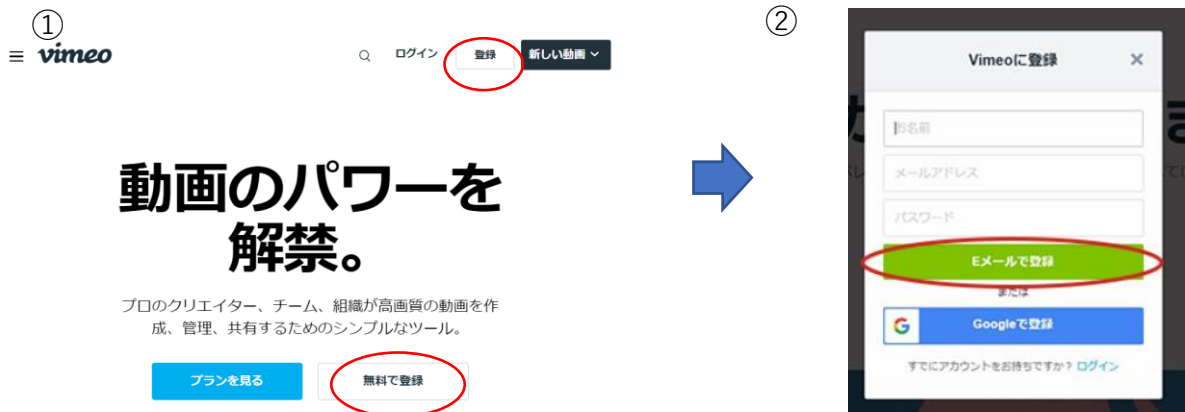 ①
≡ vimeo ログイン 登録 新しい動画
動画のパワーを
解禁。
プロのクリエイター、チーム、組織が高画質の動画を作
成、管理、共有するためのシンプルなツール。
プランを見る 無料で登録
②
Vimeoに登録 ×
お名前
メールアドレス
パスワード
Eメールで登録
または
G Googleで登録
すでにアカウントをお持ちですか？ ログイン